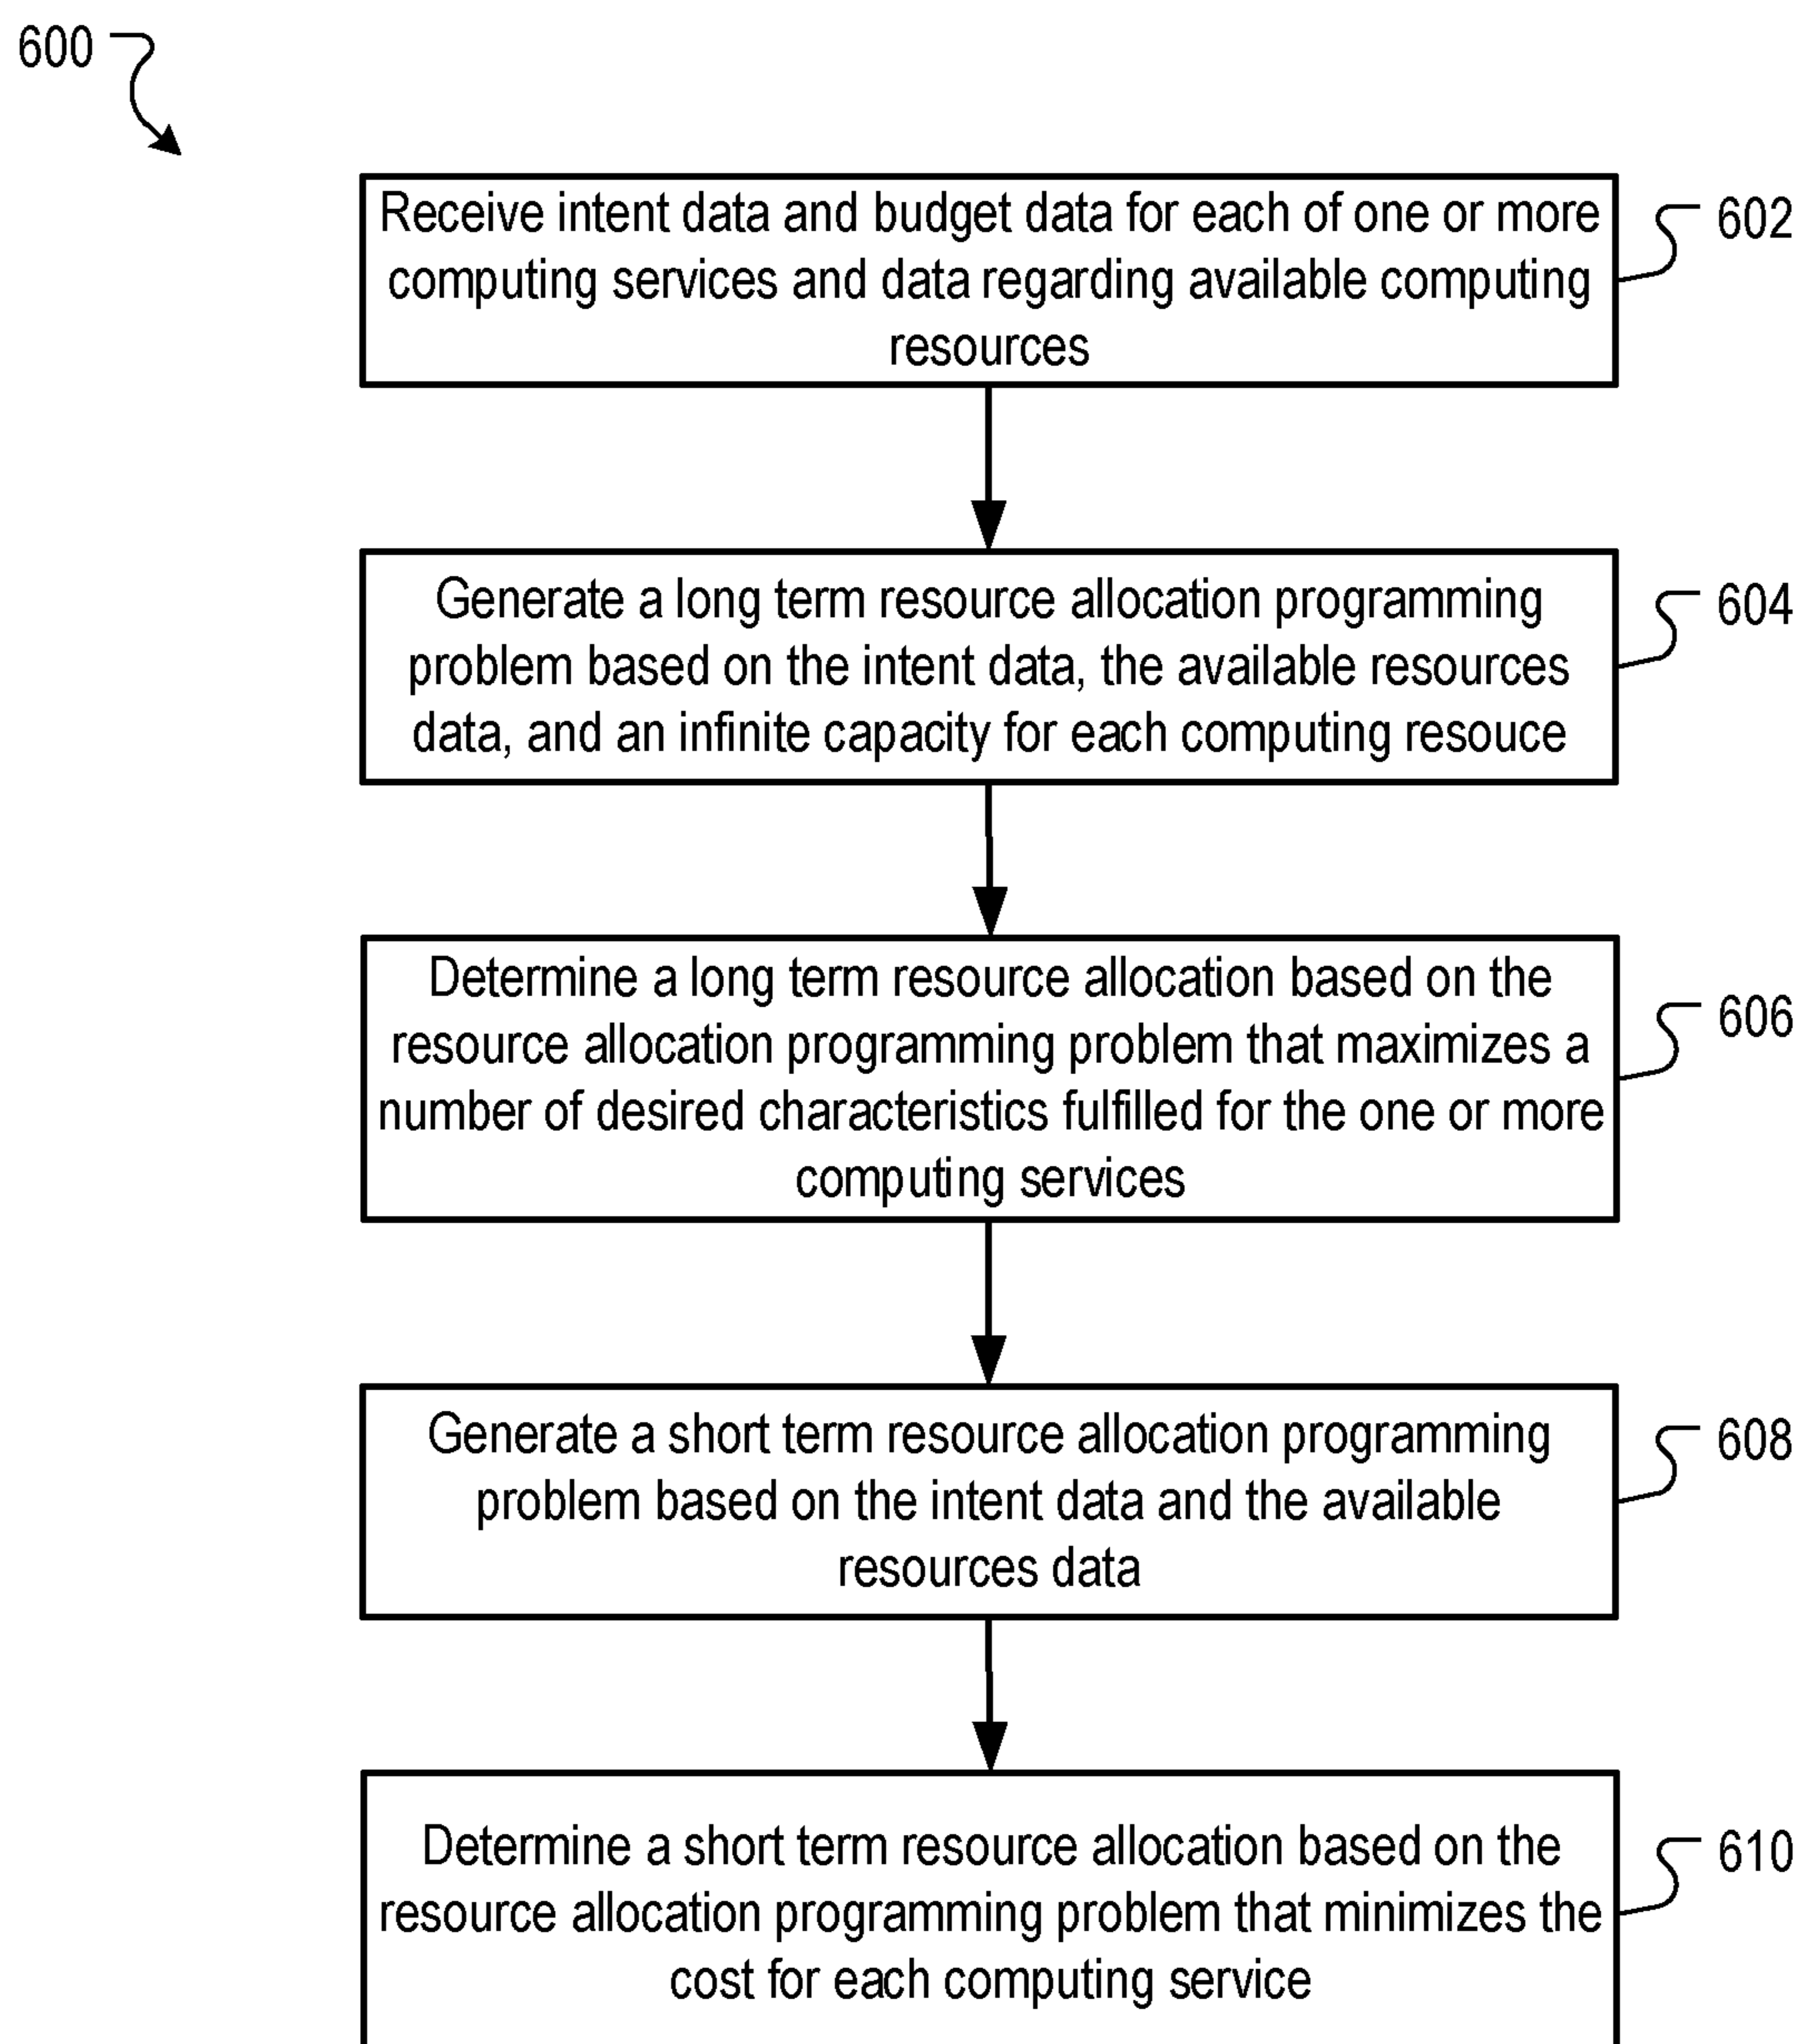 600
Receive intent data and budget data for each of one or more
computing services and data regarding available computing
resources
602
Generate a long term resource allocation programming
problem based on the intent data, the available resources
data, and an infinite capacity for each computing resouce
604
Determine a long term resource allocation based on the
resource allocation programming problem that maximizes a
number of desired characteristics fulfilled for the one or more
computing services
606
Generate a short term resource allocation programming
problem based on the intent data and the available
resources data
608
Determine a short term resource allocation based on the
resource allocation programming problem that minimizes the
cost for each computing service
610